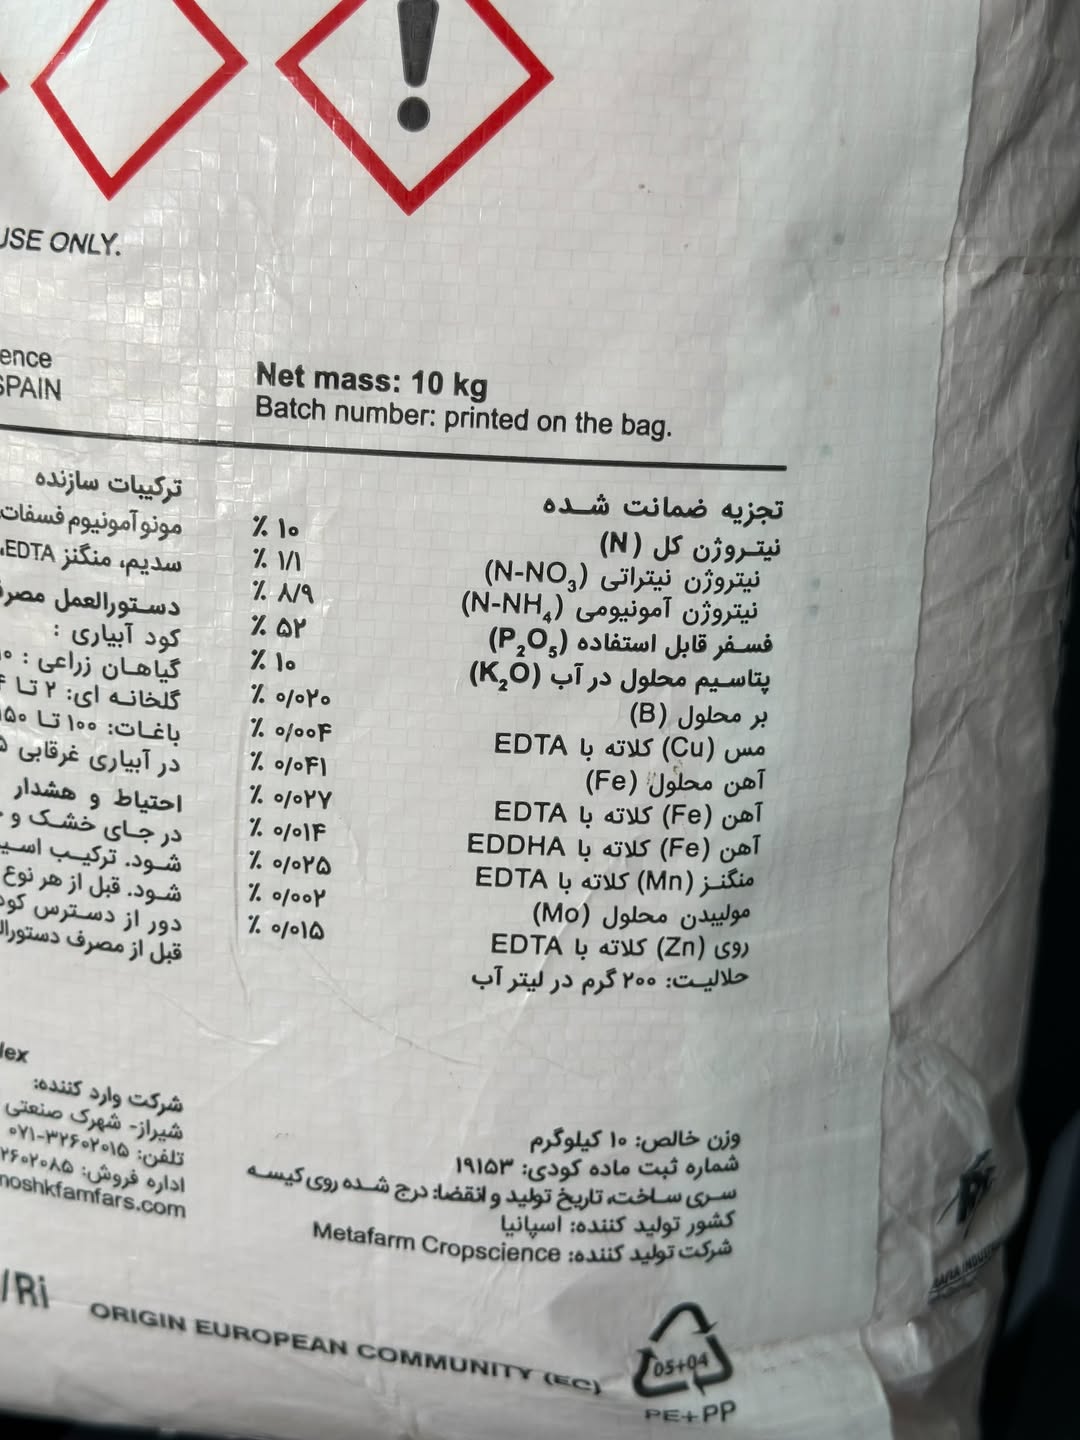 USE ONLY.
SPAIN
Net mass: 10 kg
Batch number: printed on the bag.
تجزیه ضمانت شده
نیتروژن کل (N) ۱۰ ٪
نیتروژن نیتراتی (N-NO₃) ۱/۱ ٪
نیتروژن آمونیومی (N-NH₄) ۸/۹ ٪
فسفر قابل استفاده (P₂O₅) ۵۲ ٪
پتاسیم محلول در آب (K₂O) ۱۰ ٪
بر محلول (B) ۰/۰۲۰ ٪
مس (Cu) کلاته با EDTA ۰/۰۰۴ ٪
آهن محلول (Fe) ۰/۰۴۱ ٪
آهن (Fe) کلاته با EDTA ۰/۰۲۷ ٪
آهن (Fe) کلاته با EDDHA ۰/۰۱۴ ٪
منگنز (Mn) کلاته با EDTA ۰/۰۲۵ ٪
مولیبدن محلول (Mo) ۰/۰۰۲ ٪
روی (Zn) کلاته با EDTA ۰/۰۱۵ ٪
حلالیت: ۲۰۰ گرم در لیتر آب
ترکیبات سازنده
مونو آمونیوم فسفات
سدیم، منگنز EDTA،
دستورالعمل
کود آبیاری :
گیاهان زراعی :
گلخانه ای: ۲ تا
باغات: ۱۰۰ تا
در آبیاری غرقابی
احتیاط و هشدار
در جای خشک و
شود. ترکیب
شود. قبل از هر نوع
دور از دسترس
قبل از مصرف
وزن خالص: ۱۰ کیلوگرم
شماره ثبت ماده کودی: ۱۹۱۵۳
سری ساخت، تاریخ تولید و انقضا: درج شده روی کیسه
کشور تولید کننده: اسپانیا
شرکت تولید کننده: Metafarm Cropscience
شرکت وارد کننده:
شیراز- شهرک صنعتی
تلفن: ۰۷۱-۳۲۶۰۲۰۱۵
اداره فروش:
noshkfamfars.com
/Ri
ORIGIN EUROPEAN COMMUNITY (EC)
05+04
PE+PP